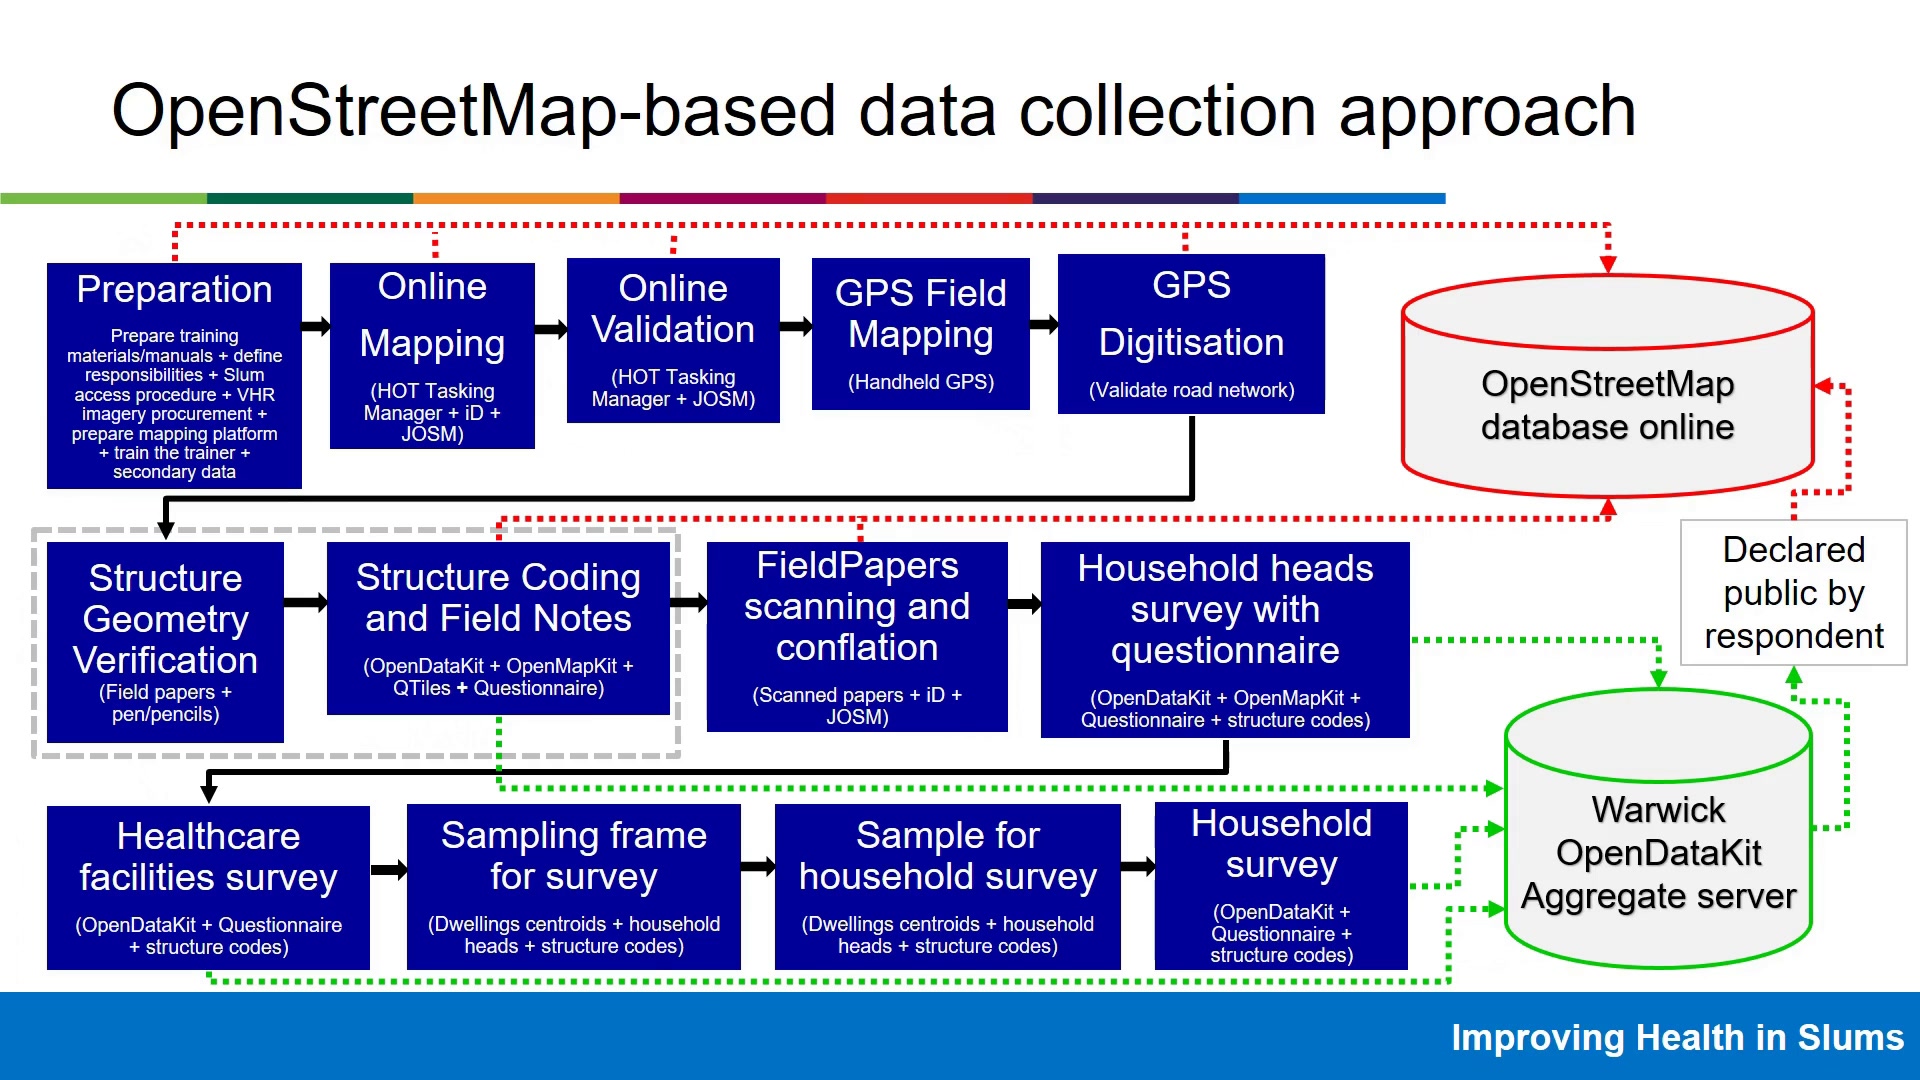 OpenStreetMap-based data collection approach
Preparation
Prepare training
materials/manuals + define
responsibilities + Slum
access procedure + VHR
imagery procurement +
prepare mapping platform
+ train the trainer +
secondary data
Online
Mapping
(HOT Tasking
Manager + iD +
JOSM)
Online
Validation
(HOT Tasking
Manager + JOSM)
GPS Field
Mapping
(Handheld GPS)
GPS
Digitisation
(Validate road network)
OpenStreetMap
database online
Structure
Geometry
Verification
(Field papers +
pen/pencils)
Structure Coding
and Field Notes
(OpenDataKit + OpenMapKit +
QTiles + Questionnaire)
FieldPapers
scanning and
conflation
(Scanned papers + iD +
JOSM)
Household heads
survey with
questionnaire
(OpenDataKit + OpenMapKit +
Questionnaire + structure codes)
Declared
public by
respondent
Healthcare
facilities survey
(OpenDataKit + Questionnaire
+ structure codes)
Sampling frame
for survey
(Dwellings centroids + household
heads + structure codes)
Sample for
household survey
(Dwellings centroids + household
heads + structure codes)
Household
survey
(OpenDataKit +
Questionnaire +
structure codes)
Warwick
OpenDataKit
Aggregate server
Improving Health in Slums